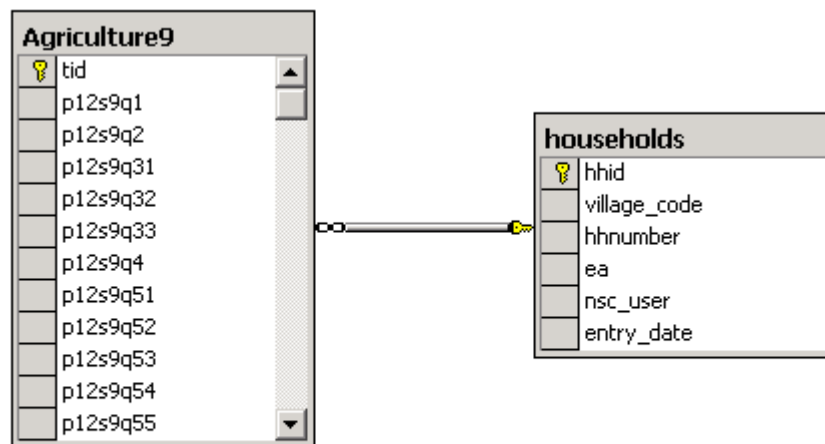 Agriculture9
tid
p12s9q1
p12s9q2
p12s9q31
p12s9q32
p12s9q33
p12s9q4
p12s9q51
p12s9q52
p12s9q53
p12s9q54
p12s9q55
households
hhid
village_code
hhnumber
ea
nsc_user
entry_date